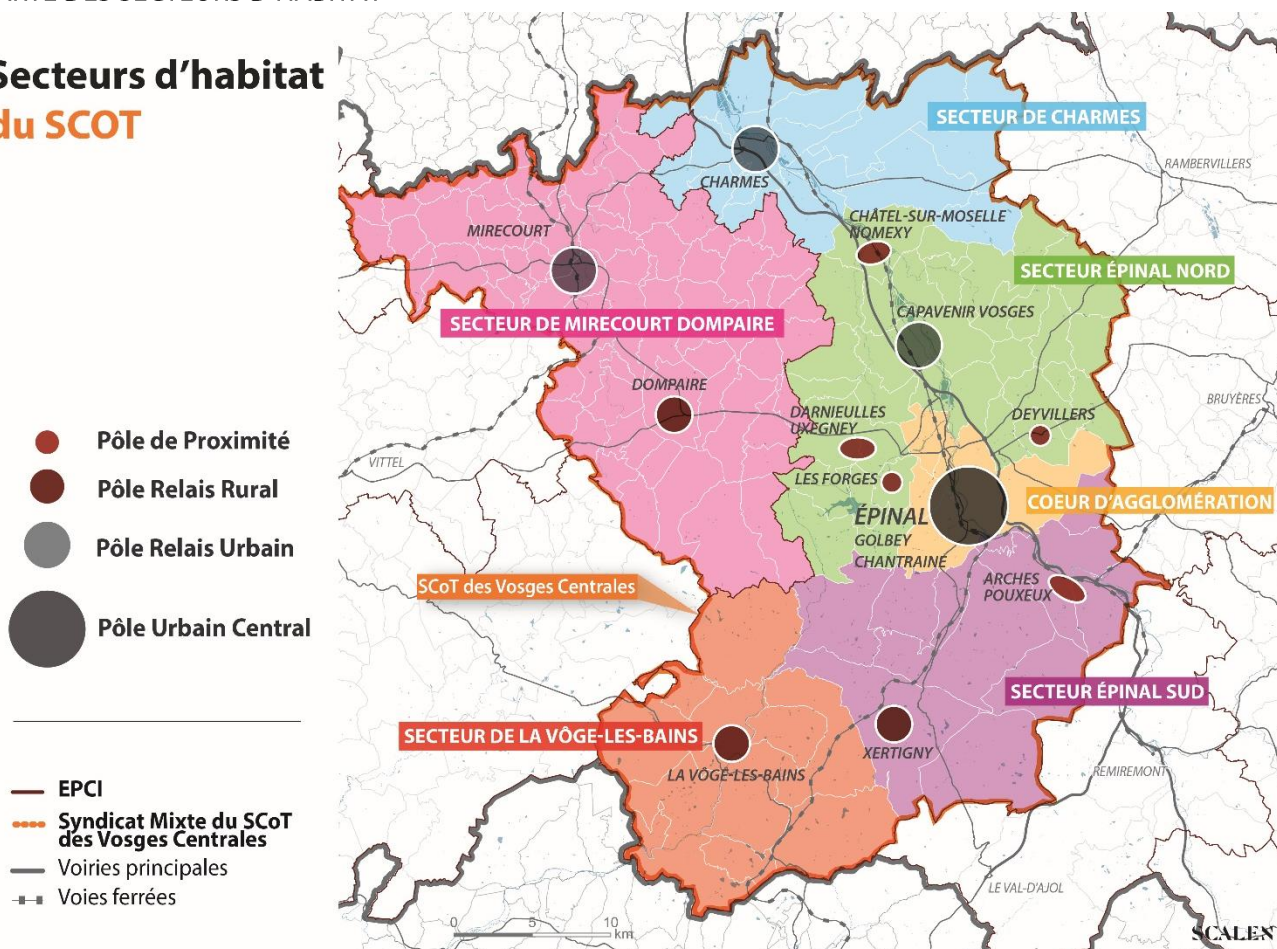 CARTE DES SECTEURS D'HABITAT
Secteurs d'habitat
du SCOT
Pôle de Proximité
Pôle Relais Rural
Pôle Relais Urbain
Pôle Urbain Central
EPCI
Syndicat Mixte du SCoT
des Vosges Centrales
Voiries principales
Voies ferrées
SECTEUR DE CHARMES
CHARMES
RAMBERVILLERS
MIRECOURT
CHÂTEL-SUR-MOSELLE
NOMEXY
SECTEUR ÉPINAL NORD
SECTEUR DE MIRECOURT DOMPAIRE
CAPAVENIR VOSGES
DOMPAIRE
DARNIEULLES
UXEGNEY
DEYVILLERS
BRUYÈRES
VITTEL
LES FORGES
COEUR D'AGGLOMÉRATION
ÉPINAL
GOLBEY
CHANTRAINE
SCoT des Vosges Centrales
ARCHES
POUXEUX
SECTEUR ÉPINAL SUD
SECTEUR DE LA VÔGE-LES-BAINS
XERTIGNY
LA VÔGE-LES-BAINS
REMIREMONT
LE VAL-D'AJOL
0 5 10
km
SCALEN